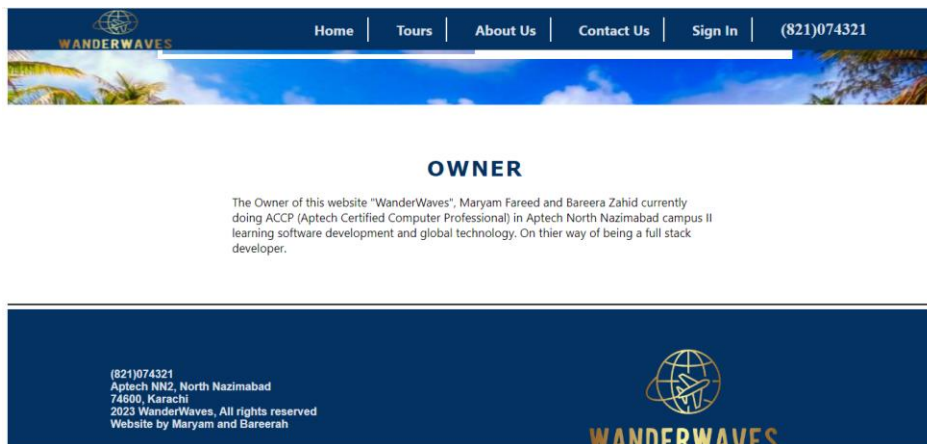 WANDERWAVES
Home
Tours
About Us
Contact Us
Sign In
(821)074321
OWNER
The Owner of this website "WanderWaves", Maryam Fareed and Bareera Zahid currently
doing ACCP (Aptech Certified Computer Professional) in Aptech North Nazimabad campus II
learning software development and global technology. On thier way of being a full stack
developer.
(821)074321
Aptech NN2, North Nazimabad
74600, Karachi
2023 WanderWaves, All rights reserved
Website by Maryam and Bareerah
WANDERWAVES